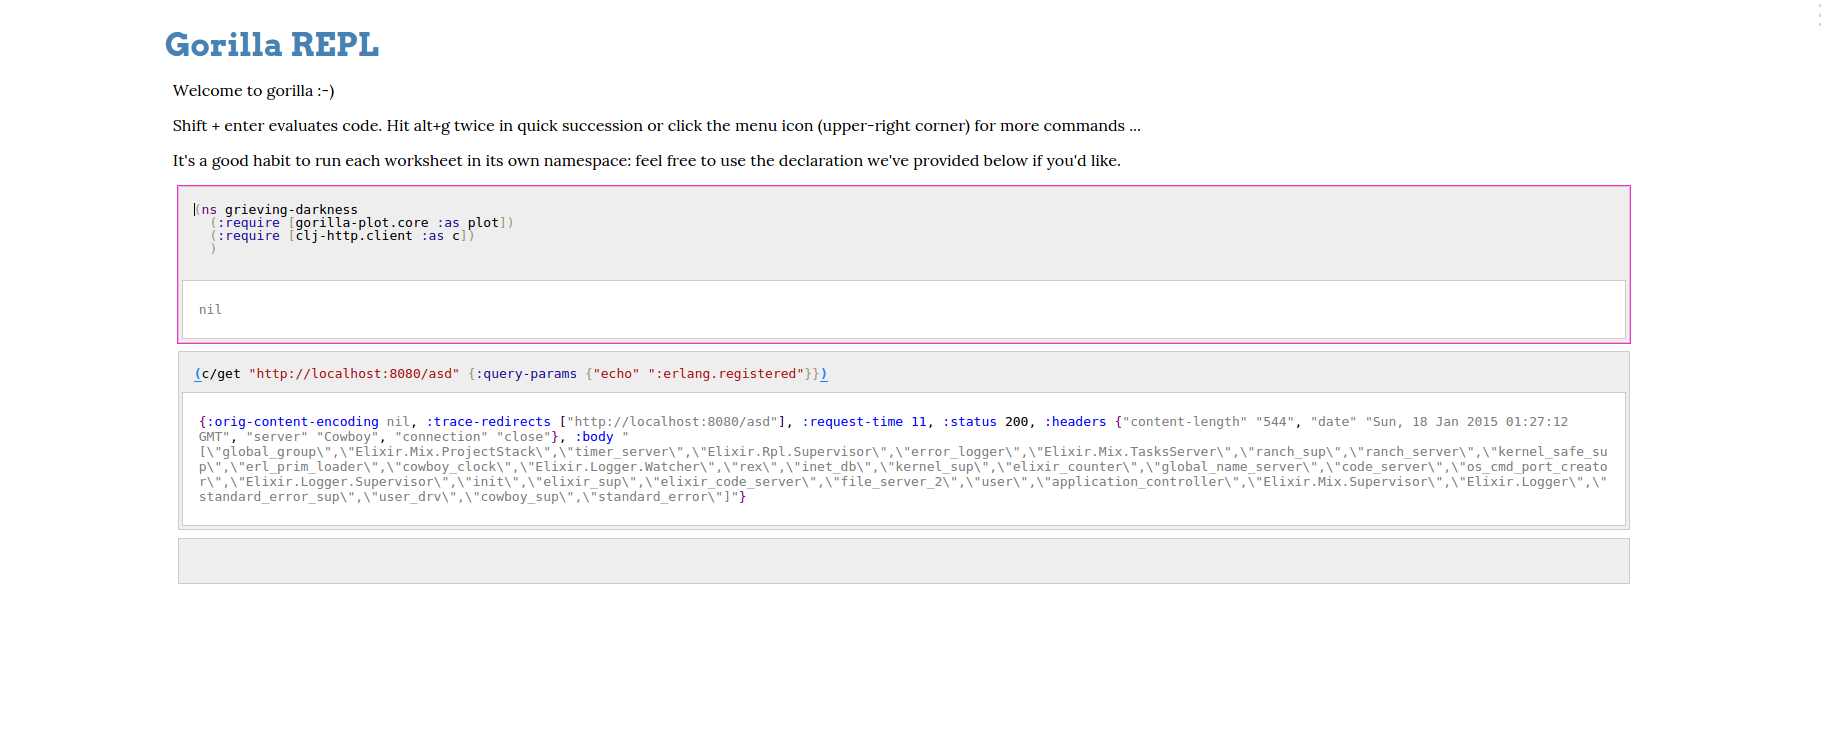 Gorilla REPL
Welcome to gorilla :-)
Shift + enter evaluates code. Hit alt+g twice in quick succession or click the menu icon (upper-right corner) for more commands ...
It's a good habit to run each worksheet in its own namespace: feel free to use the declaration we've provided below if you'd like.
(ns grieving-darkness
  (:require [gorilla-plot.core :as plot])
  (:require [clj-http.client :as c])
  )
nil
(c/get "http://localhost:8080/asd" {:query-params {"echo" ":erlang.registered"}})
{:orig-content-encoding nil, :trace-redirects ["http://localhost:8080/asd"], :request-time 11, :status 200, :headers {"content-length" "544", "date" "Sun, 18 Jan 2015 01:27:12
GMT", "server" "Cowboy", "connection" "close"}, :body "
[\"global_group\",\"Elixir.Mix.ProjectStack\",\"timer_server\",\"Elixir.Rpl.Supervisor\",\"error_logger\",\"Elixir.Mix.TasksServer\",\"ranch_sup\",\"ranch_server\",\"kernel_safe_su
p\",\"erl_prim_loader\",\"cowboy_clock\",\"Elixir.Logger.Watcher\",\"rex\",\"inet_db\",\"kernel_sup\",\"elixir_counter\",\"global_name_server\",\"code_server\",\"os_cmd_port_creato
r\",\"Elixir.Logger.Supervisor\",\"init\",\"elixir_sup\",\"elixir_code_server\",\"file_server_2\",\"user\",\"application_controller\",\"Elixir.Mix.Supervisor\",\"Elixir.Logger\",\"
standard_error_sup\",\"user_drv\",\"cowboy_sup\",\"standard_error\"]"}